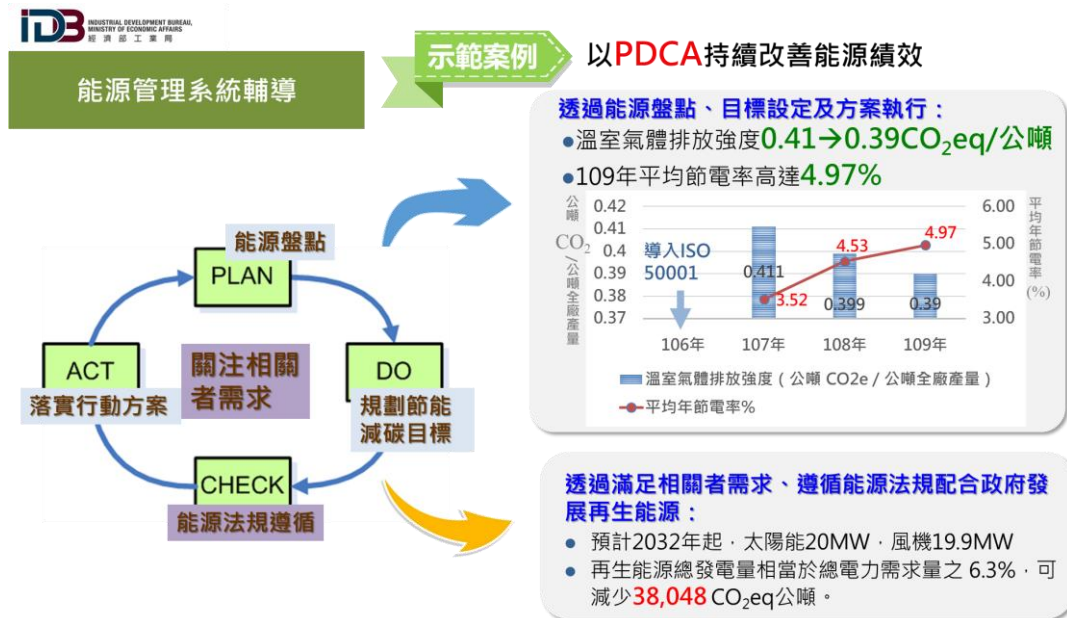 iDB INDUSTRIAL DEVELOPMENT BUREAU,
MINISTRY OF ECONOMIC AFFAIRS
經濟部工業局
能源管理系統輔導
示範案例
以PDCA持續改善能源績效
能源盤點
PLAN
ACT
落實行動方案
關注相關
者需求
DO
規劃節能
減碳目標
CHECK
能源法規遵循
透過能源盤點、目標設定及方案執行：
●溫室氣體排放強度0.41→0.39CO₂eq/公噸
●109年平均節電率高達4.97%
公噸 CO₂/公噸全廠產量
0.42
0.41
0.4
0.39
0.38
0.37
導入ISO
50001
0.411
0.399
0.39
3.52
4.53
4.97
6.00
5.00
4.00
3.00
平均年節電率(%)
106年 107年 108年 109年
溫室氣體排放強度（公噸 CO2e / 公噸全廠產量）
平均年節電率%
透過滿足相關者需求、遵循能源法規配合政府發
展再生能源：
● 預計2032年起，太陽能20MW，風機19.9MW
● 再生能源總發電量相當於總電力需求量之 6.3%，可
減少38,048 CO₂eq公噸。